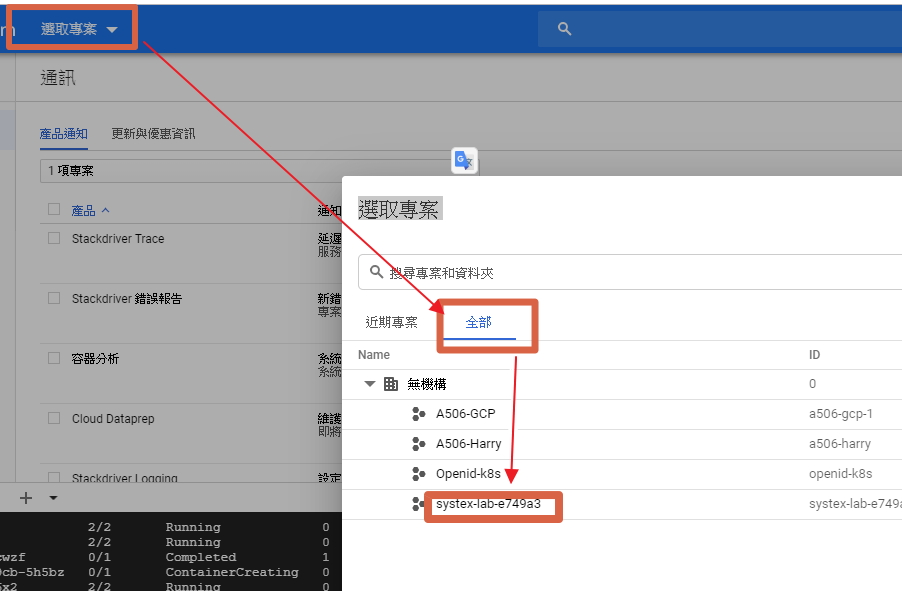 選取專案
通訊
產品通知 更新與優惠資訊
1 項專案
產品 通知
Stackdriver Trace 延遲
服務
Stackdriver 錯誤報告 新錯
專案
容器分析 系統
系統
Cloud Dataprep 維護
即將
Stackdriver Logging 設定
選取專案
搜尋專案和資料夾
近期專案 全部
Name ID
無機構 0
A506-GCP a506-gcp-1
A506-Harry a506-harry
Openid-k8s openid-k8s
systex-lab-e749a3 systex-lab-e749a
2/2 Running 0
2/2 Running 0
wzf 0/1 Completed 1
cb-5h5bz 0/1 ContainerCreating 0
x2 2/2 Running 0